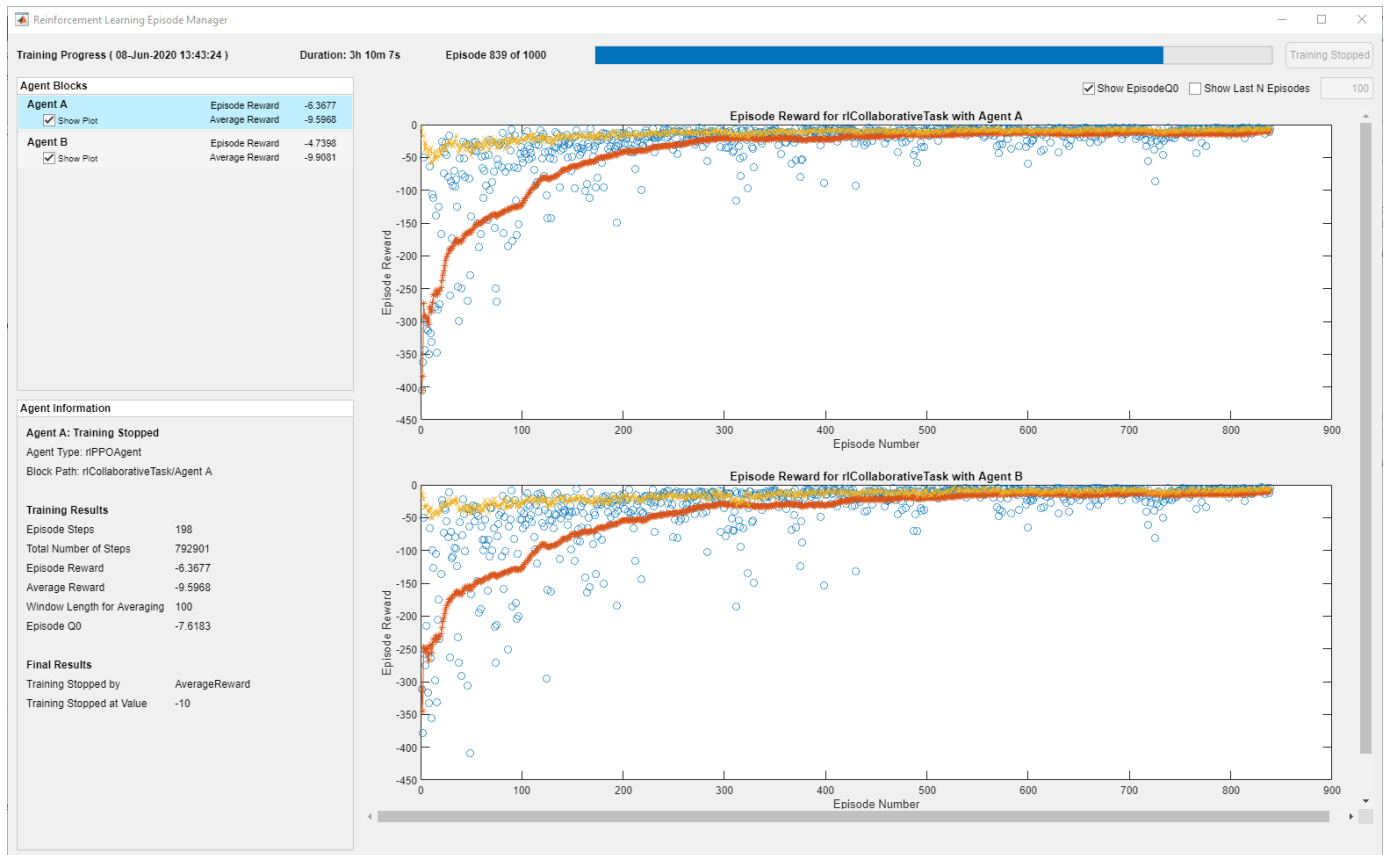 Reinforcement Learning Episode Manager
Training Progress ( 08-Jun-2020 13:43:24 ) Duration: 3h 10m 7s Episode 839 of 1000 Training Stopped
Show EpisodeQ0 Show Last N Episodes 100
Agent Blocks
Agent A Episode Reward -6.3677
Show Plot Average Reward -9.5968
Agent B Episode Reward -4.7398
Show Plot Average Reward -9.9081
Agent Information
Agent A: Training Stopped
Agent Type: rlPPOAgent
Block Path: rlCollaborativeTask/Agent A
Training Results
Episode Steps 198
Total Number of Steps 792901
Episode Reward -6.3677
Average Reward -9.5968
Window Length for Averaging 100
Episode Q0 -7.6183
Final Results
Training Stopped by AverageReward
Training Stopped at Value -10
Episode Reward for rlCollaborativeTask with Agent A
Episode Reward
0
-50
-100
-150
-200
-250
-300
-350
-400
-450
0 100 200 300 400 500 600 700 800 900
Episode Number
Episode Reward for rlCollaborativeTask with Agent B
Episode Reward
0
-50
-100
-150
-200
-250
-300
-350
-400
-450
100 200 300 400 500 600 700 800 900
Episode Number